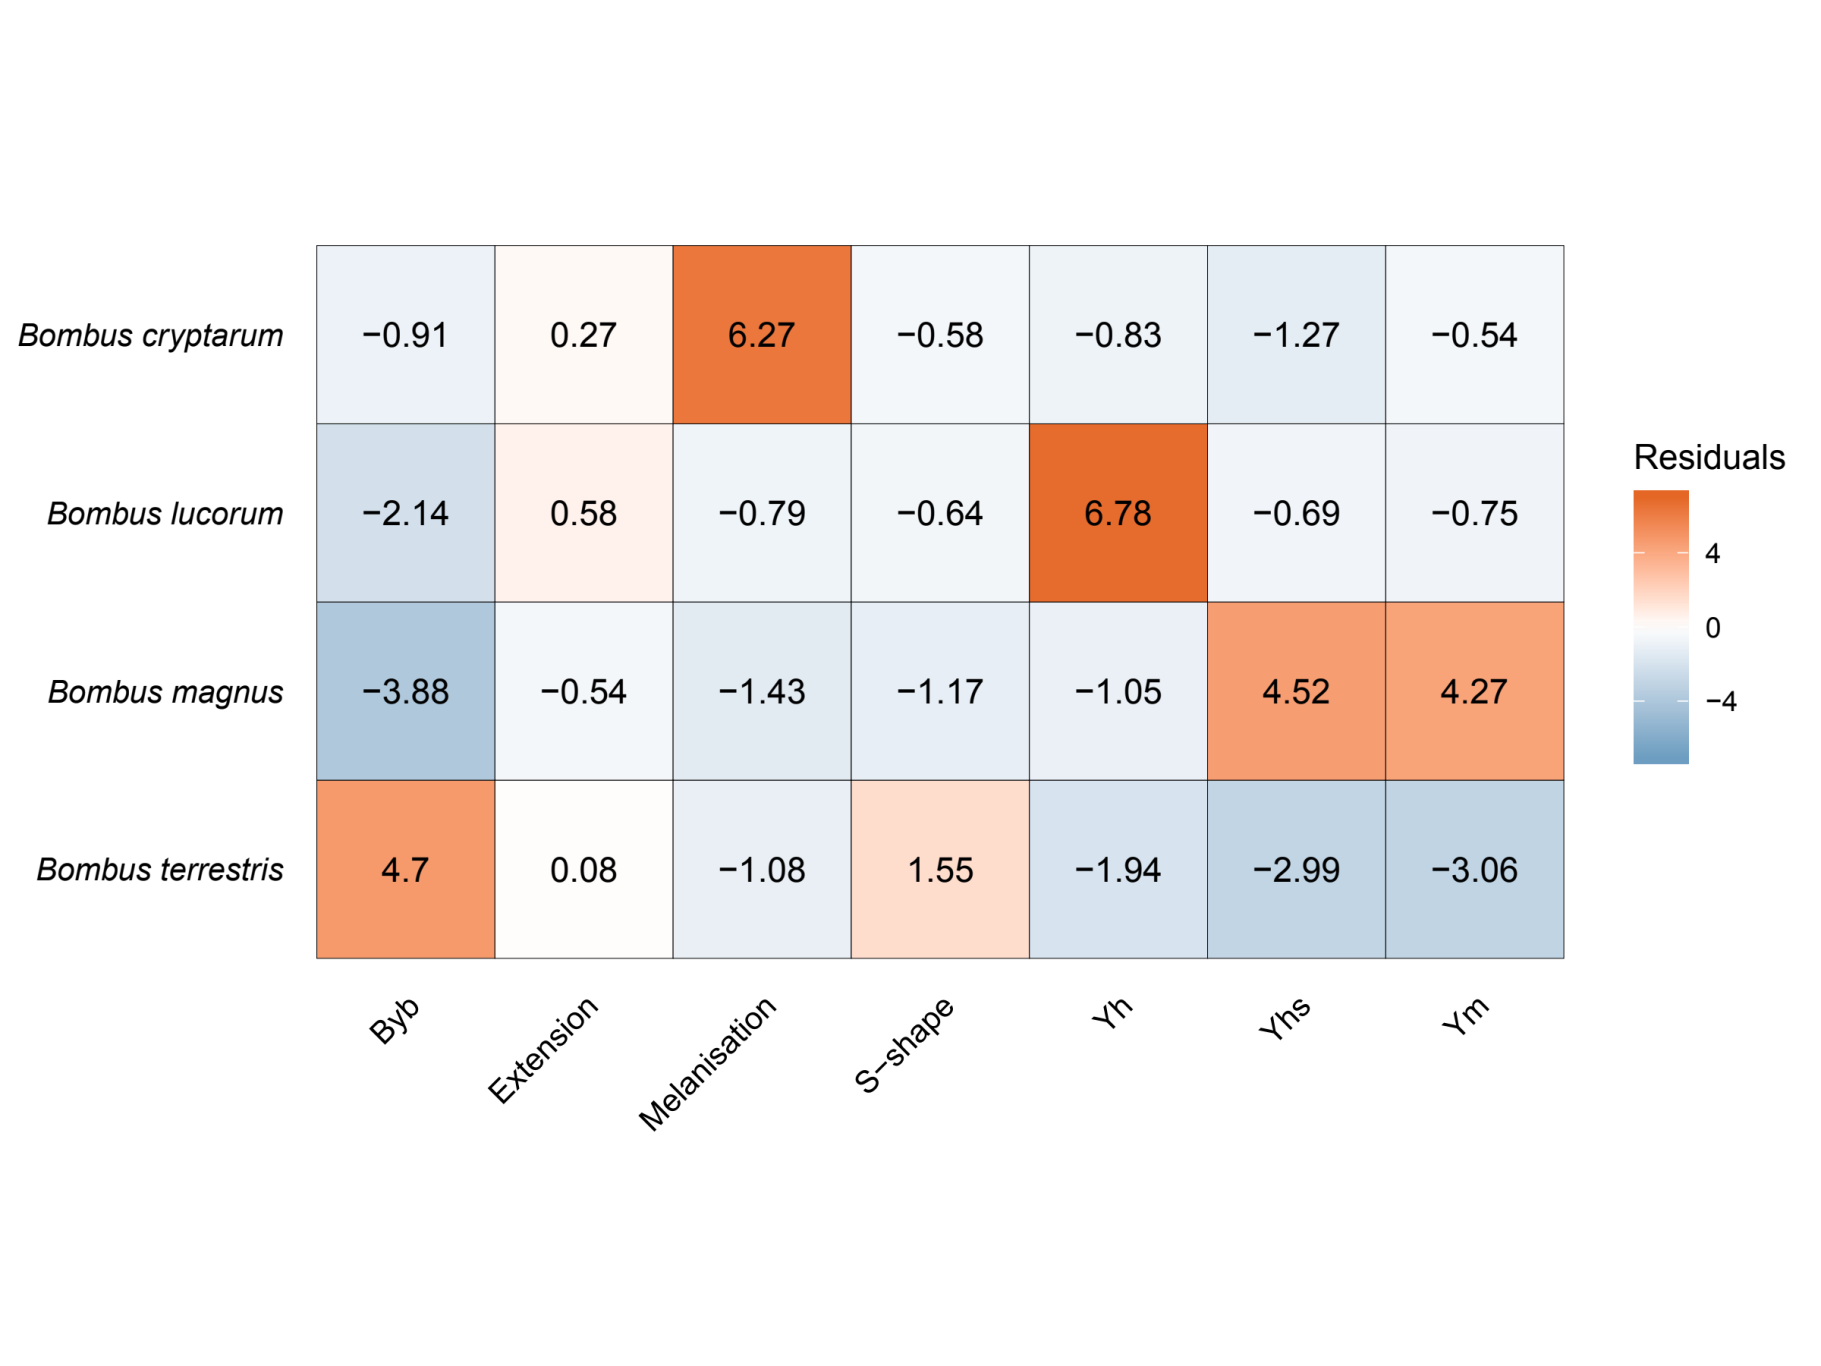 Bombus cryptarum −0.91 0.27 6.27 −0.58 −0.83 −1.27 −0.54
Bombus lucorum −2.14 0.58 −0.79 −0.64 6.78 −0.69 −0.75
Bombus magnus −3.88 −0.54 −1.43 −1.17 −1.05 4.52 4.27
Bombus terrestris 4.7 0.08 −1.08 1.55 −1.94 −2.99 −3.06
Byb Extension Melanisation S−shape Yh Yhs Ym
Residuals
4
0
−4